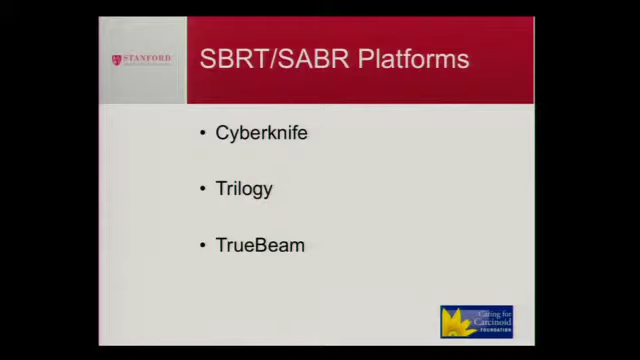 STANFORD
SBRT/SABR Platforms
• Cyberknife
• Trilogy
• TrueBeam
Caring for
Carcinoid
FOUNDATION